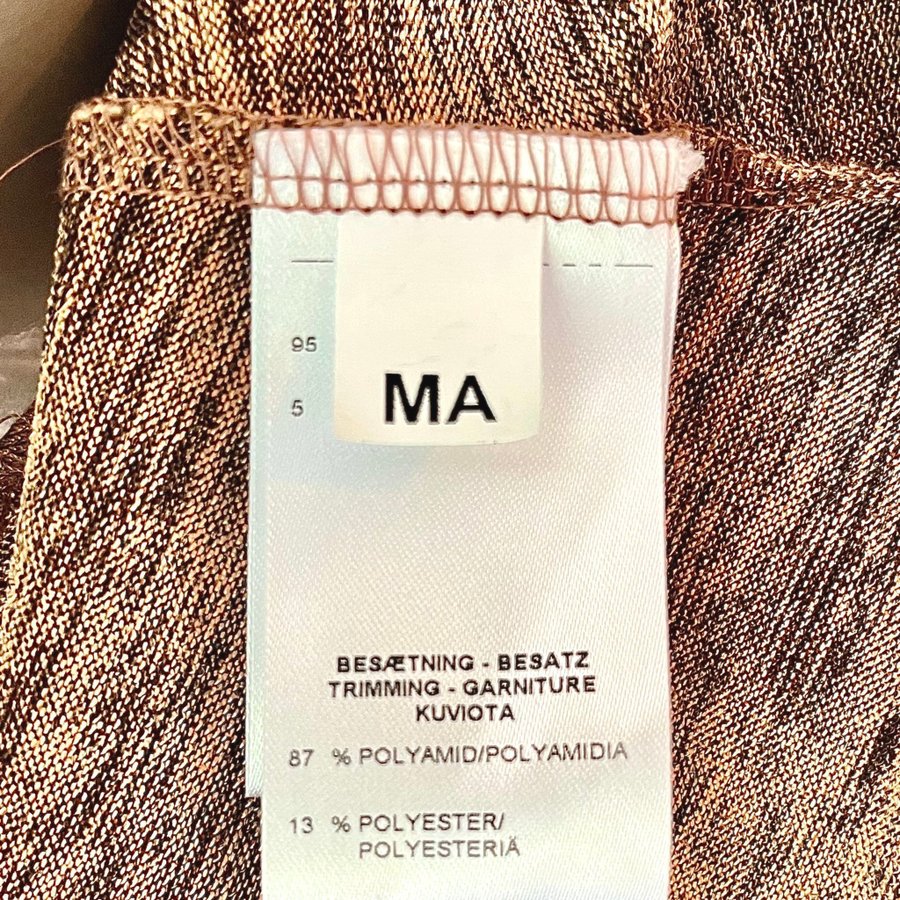 95
5
MA
BESÆTNING - BESATZ
TRIMMING - GARNITURE
KUVIOTA
87 % POLYAMID/POLYAMIDIA
13 % POLYESTER/
POLYESTERIÄ